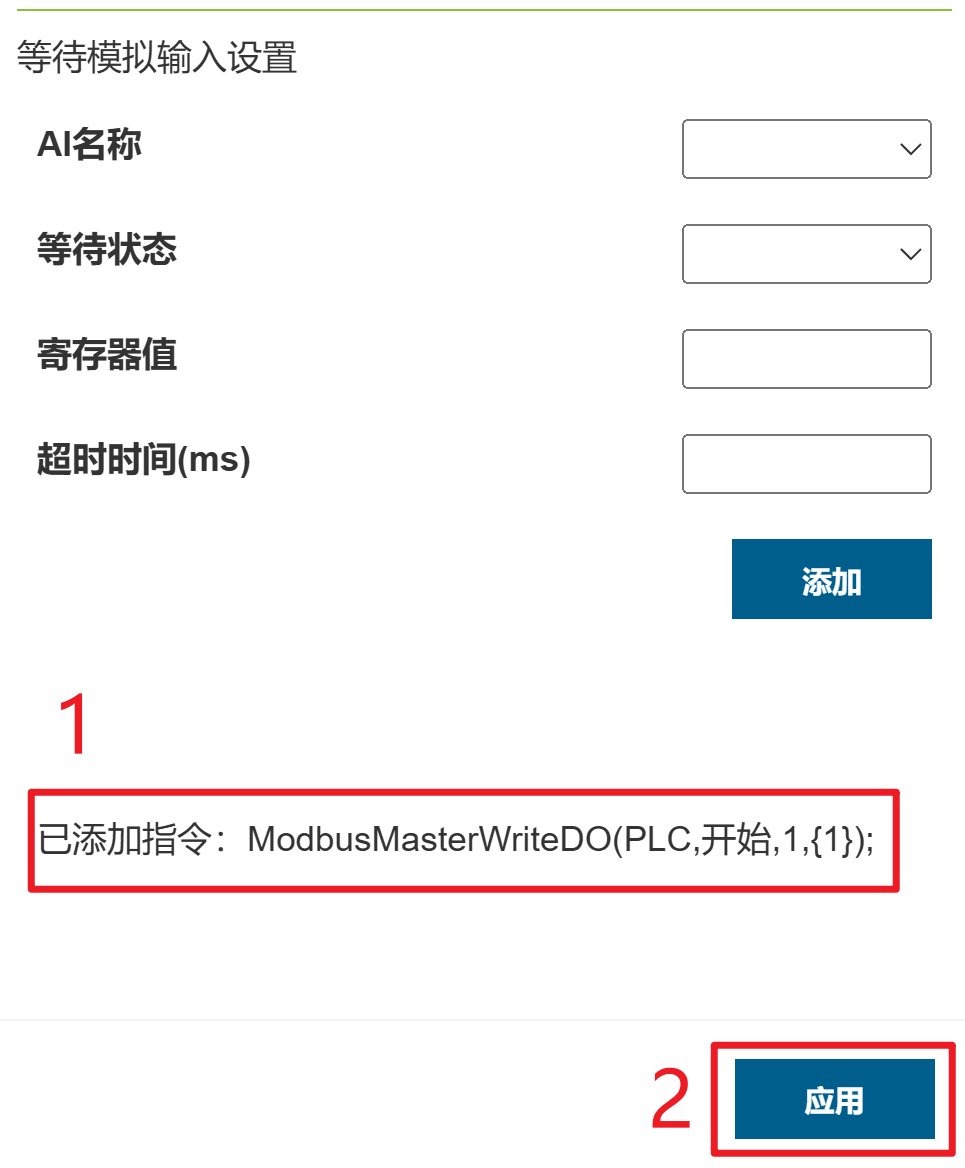 等待模拟输入设置
AI名称
等待状态
寄存器值
超时时间(ms)
添加
1
已添加指令：ModbusMasterWriteDO(PLC,开始,1,{1});
2
应用